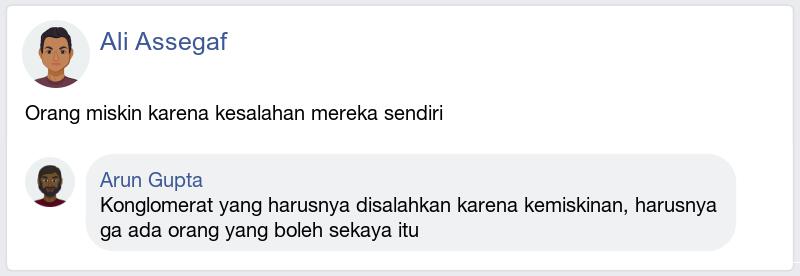 Ali Assegaf
Orang miskin karena kesalahan mereka sendiri
Arun Gupta
Konglomerat yang harusnya disalahkan karena kemiskinan, harusnya
ga ada orang yang boleh sekaya itu